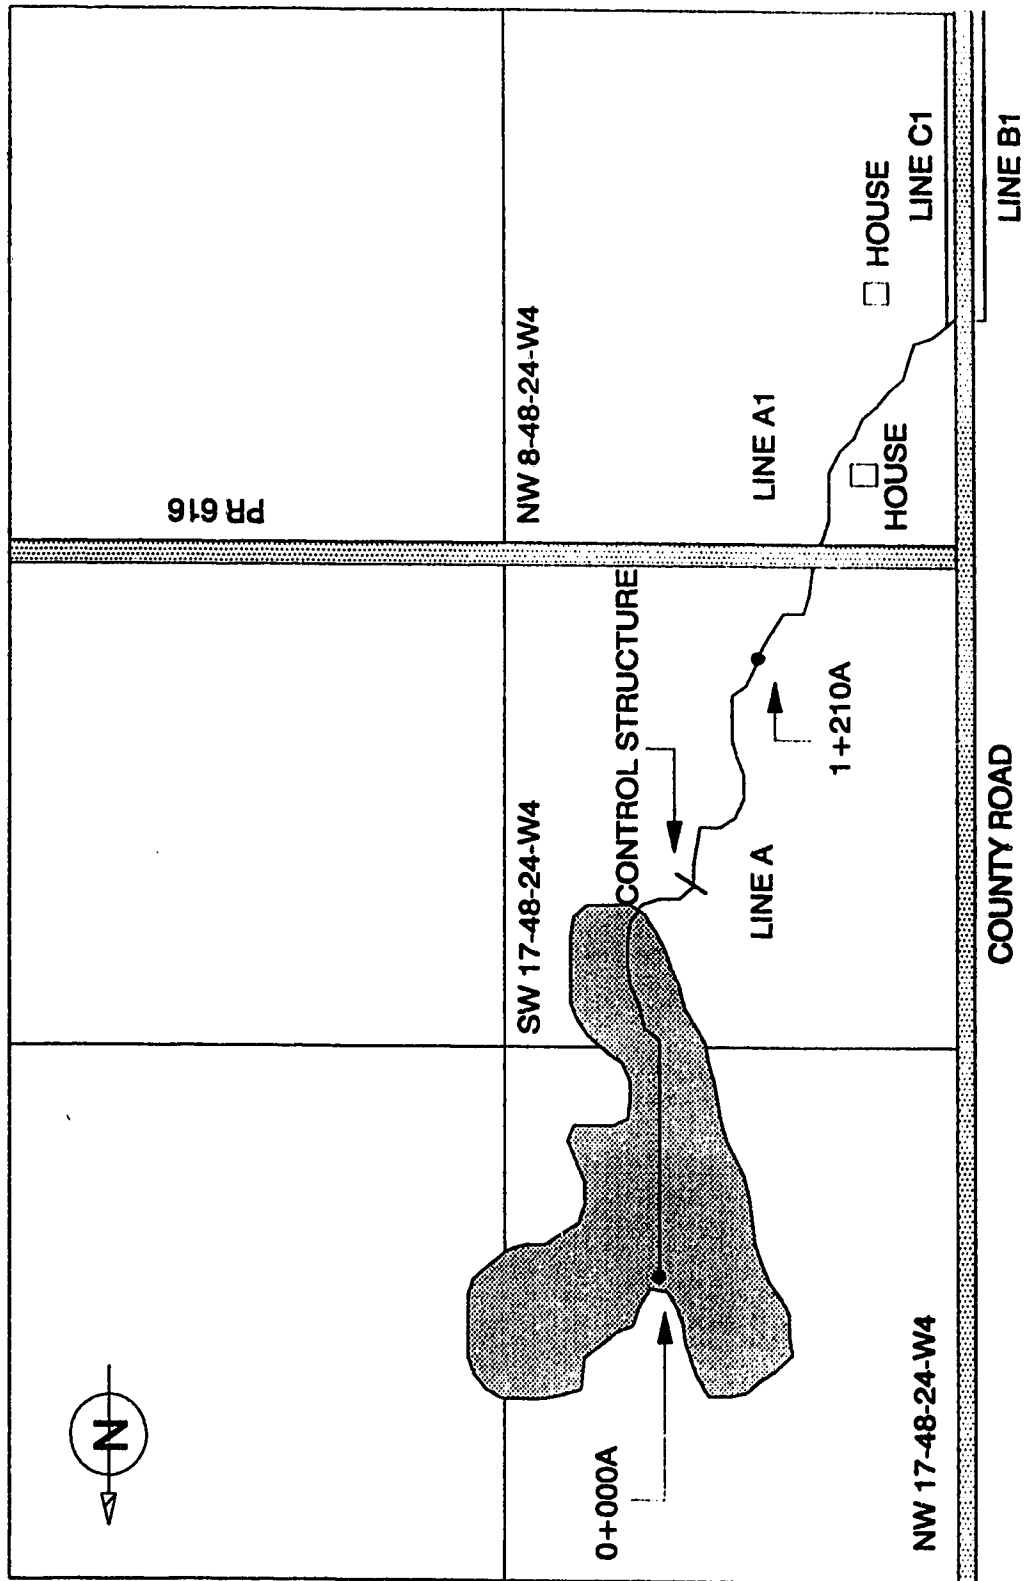 PR 616
NW 8-48-24-W4
HOUSE
LINE C1
LINE B1
LINE A1
HOUSE
SW 17-48-24-W4
CONTROL STRUCTURE
1+210A
LINE A
COUNTY ROAD
N
0+000A
NW 17-48-24-W4